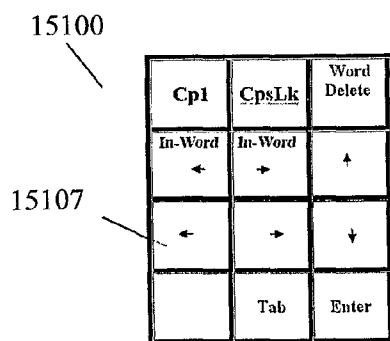 15100
Cp1 CpsLk Word Delete
In-Word ← In-Word → ↑
15107
← → ↓
Tab Enter